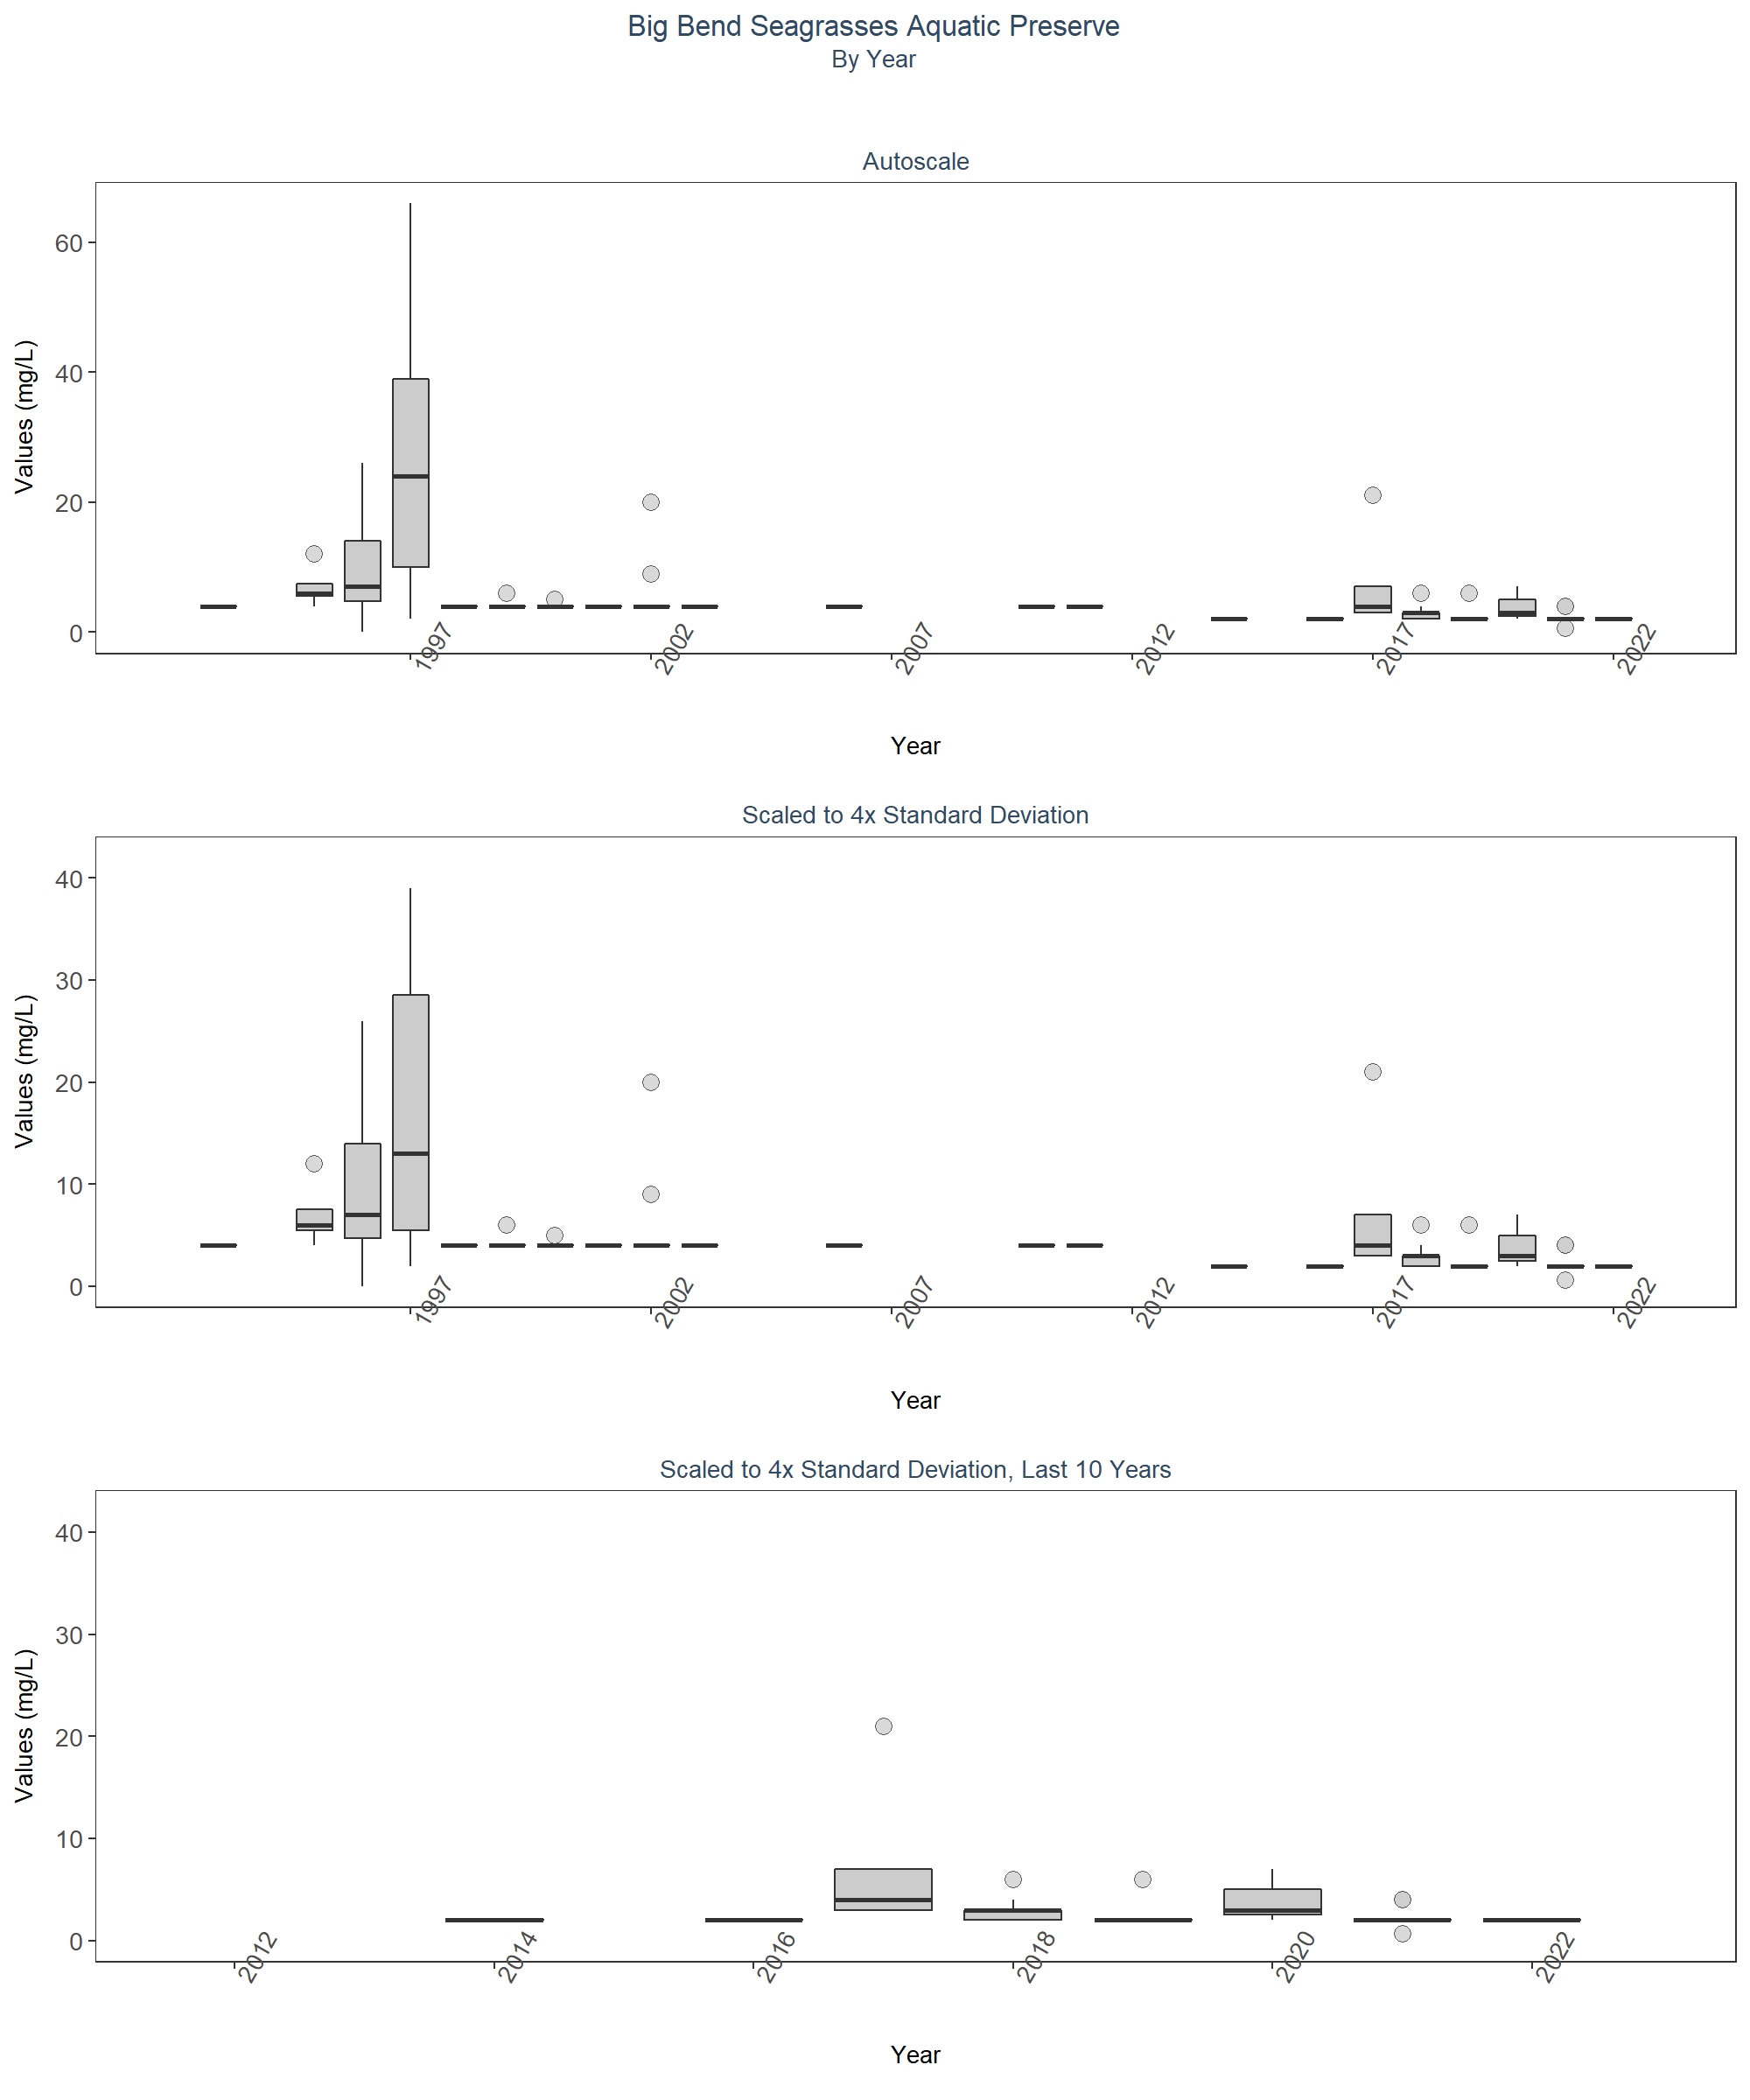 Big Bend Seagrasses Aquatic Preserve
By Year
Autoscale
Values (mg/L)
60
40
20
0
1997 2002 2007 2012 2017 2022
Year
Scaled to 4x Standard Deviation
Values (mg/L)
40
30
20
10
0
1997 2002 2007 2012 2017 2022
Year
Scaled to 4x Standard Deviation, Last 10 Years
Values (mg/L)
40
30
20
10
0
2012 2014 2016 2018 2020 2022
Year